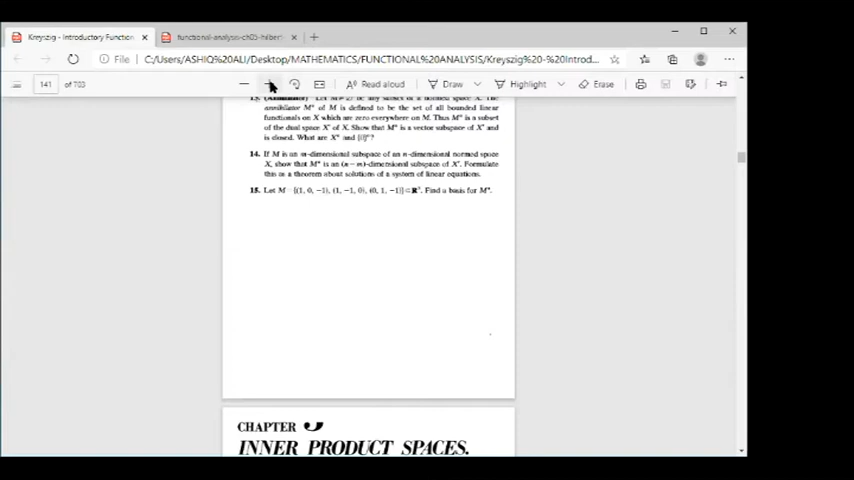 Kreyszig - Introductory Function
functional-analysis-ch05-hilbert
File
C:/Users/ASHIQ%20ALI/Desktop/MATHEMATICS/FUNCTIONAL%20ANALYSIS/Kreyszig%20-%20Introd...
141 of 703
Read aloud
Draw
Highlight
Erase
13. (Annihilator) Let M ≠ ∅ be any subset of a normed space X. The
annihilator Mᵃ of M is defined to be the set of all bounded linear
functionals on X which are zero everywhere on M. Thus Mᵃ is a subset
of the dual space X' of X. Show that Mᵃ is a vector subspace of X' and
is closed. What are Xᵃ and {0}ᵃ?
14. If M is an m-dimensional subspace of an n-dimensional normed space
X, show that Mᵃ is an (n−m)-dimensional subspace of X'. Formulate
this as a theorem about solutions of a system of linear equations.
15. Let M={(1, 0, −1), (1, −1, 0), (0, 1, −1)}⊂R³. Find a basis for Mᵃ.
CHAPTER 3
INNER PRODUCT SPACES.